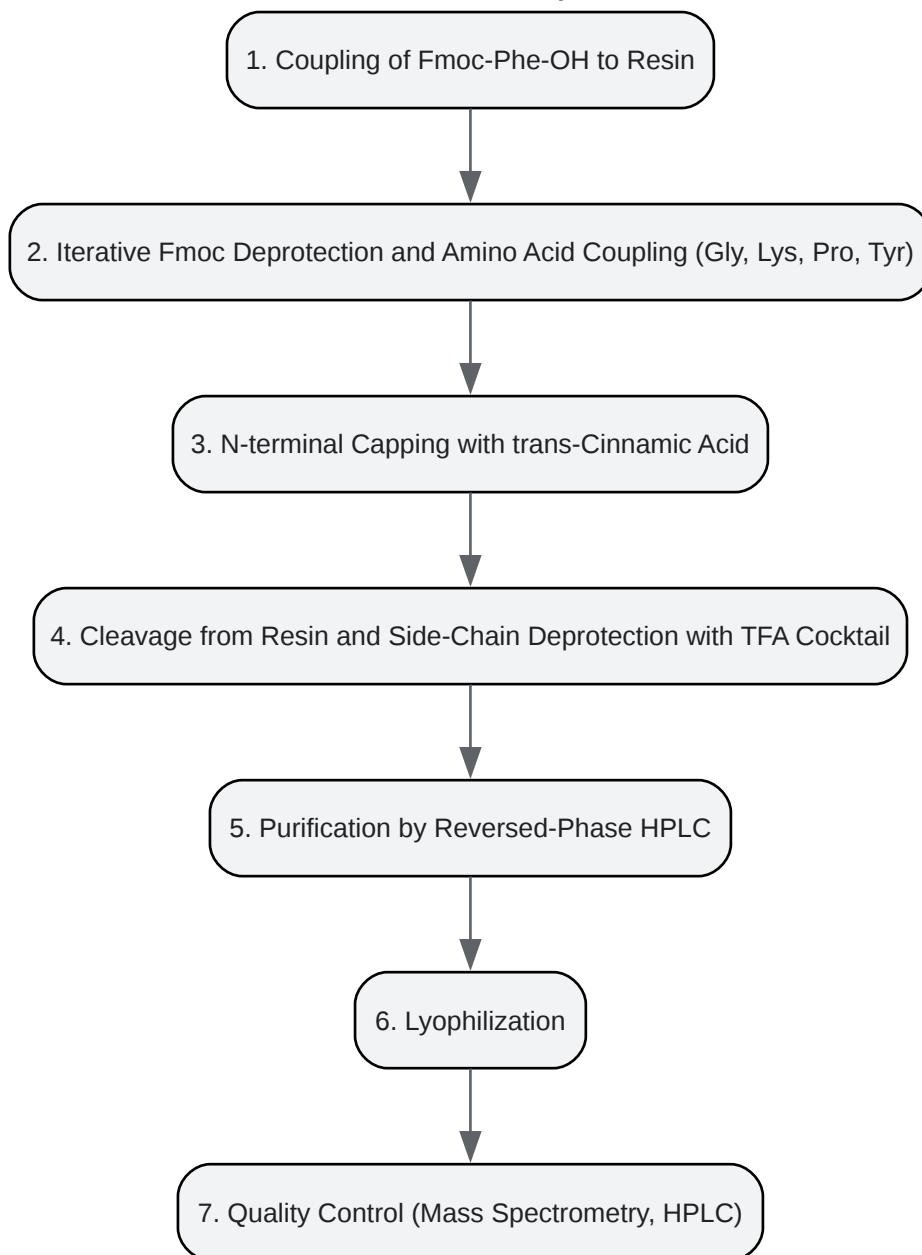 1. Coupling of Fmoc-Phe-OH to Resin
2. Iterative Fmoc Deprotection and Amino Acid Coupling (Gly, Lys, Pro, Tyr)
3. N-terminal Capping with trans-Cinnamic Acid
4. Cleavage from Resin and Side-Chain Deprotection with TFA Cocktail
5. Purification by Reversed-Phase HPLC
6. Lyophilization
7. Quality Control (Mass Spectrometry, HPLC)